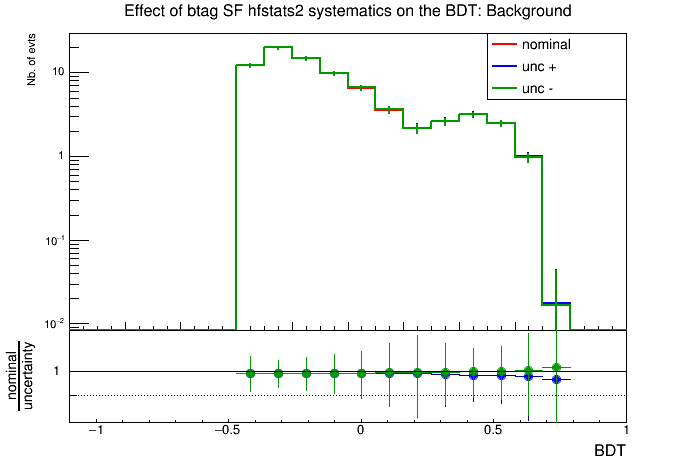 Effect of btag SF hfstats2 systematics on the BDT: Background
Nb. of evts
nominal
unc +
unc -
10
1
10⁻¹
10⁻²
nominal
uncertainty
1
−1
−0.5
0
0.5
1
BDT